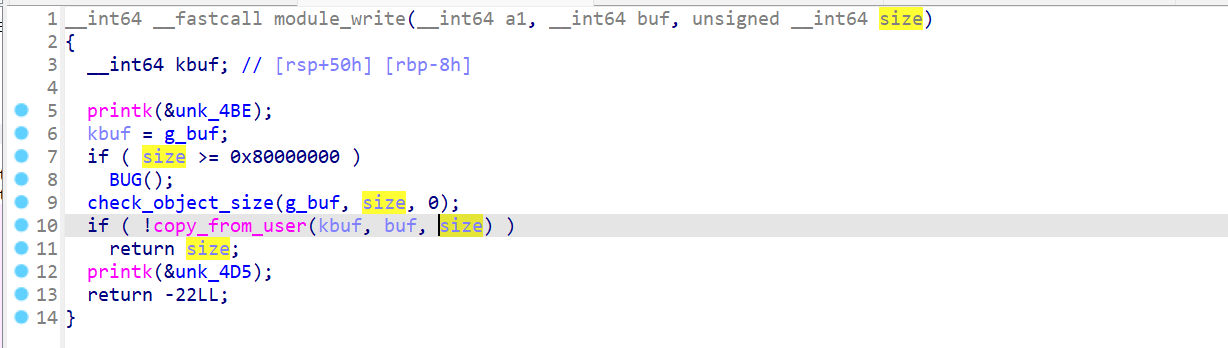 1 __int64 __fastcall module_write(__int64 a1, __int64 buf, unsigned __int64 size)
2 {
3 __int64 kbuf; // [rsp+50h] [rbp-8h]
4
5 printk(&unk_4BE);
6 kbuf = g_buf;
7 if ( size >= 0x80000000 )
8 BUG();
9 check_object_size(g_buf, size, 0);
10 if ( !copy_from_user(kbuf, buf, size) )
11 return size;
12 printk(&unk_4D5);
13 return -22LL;
14 }